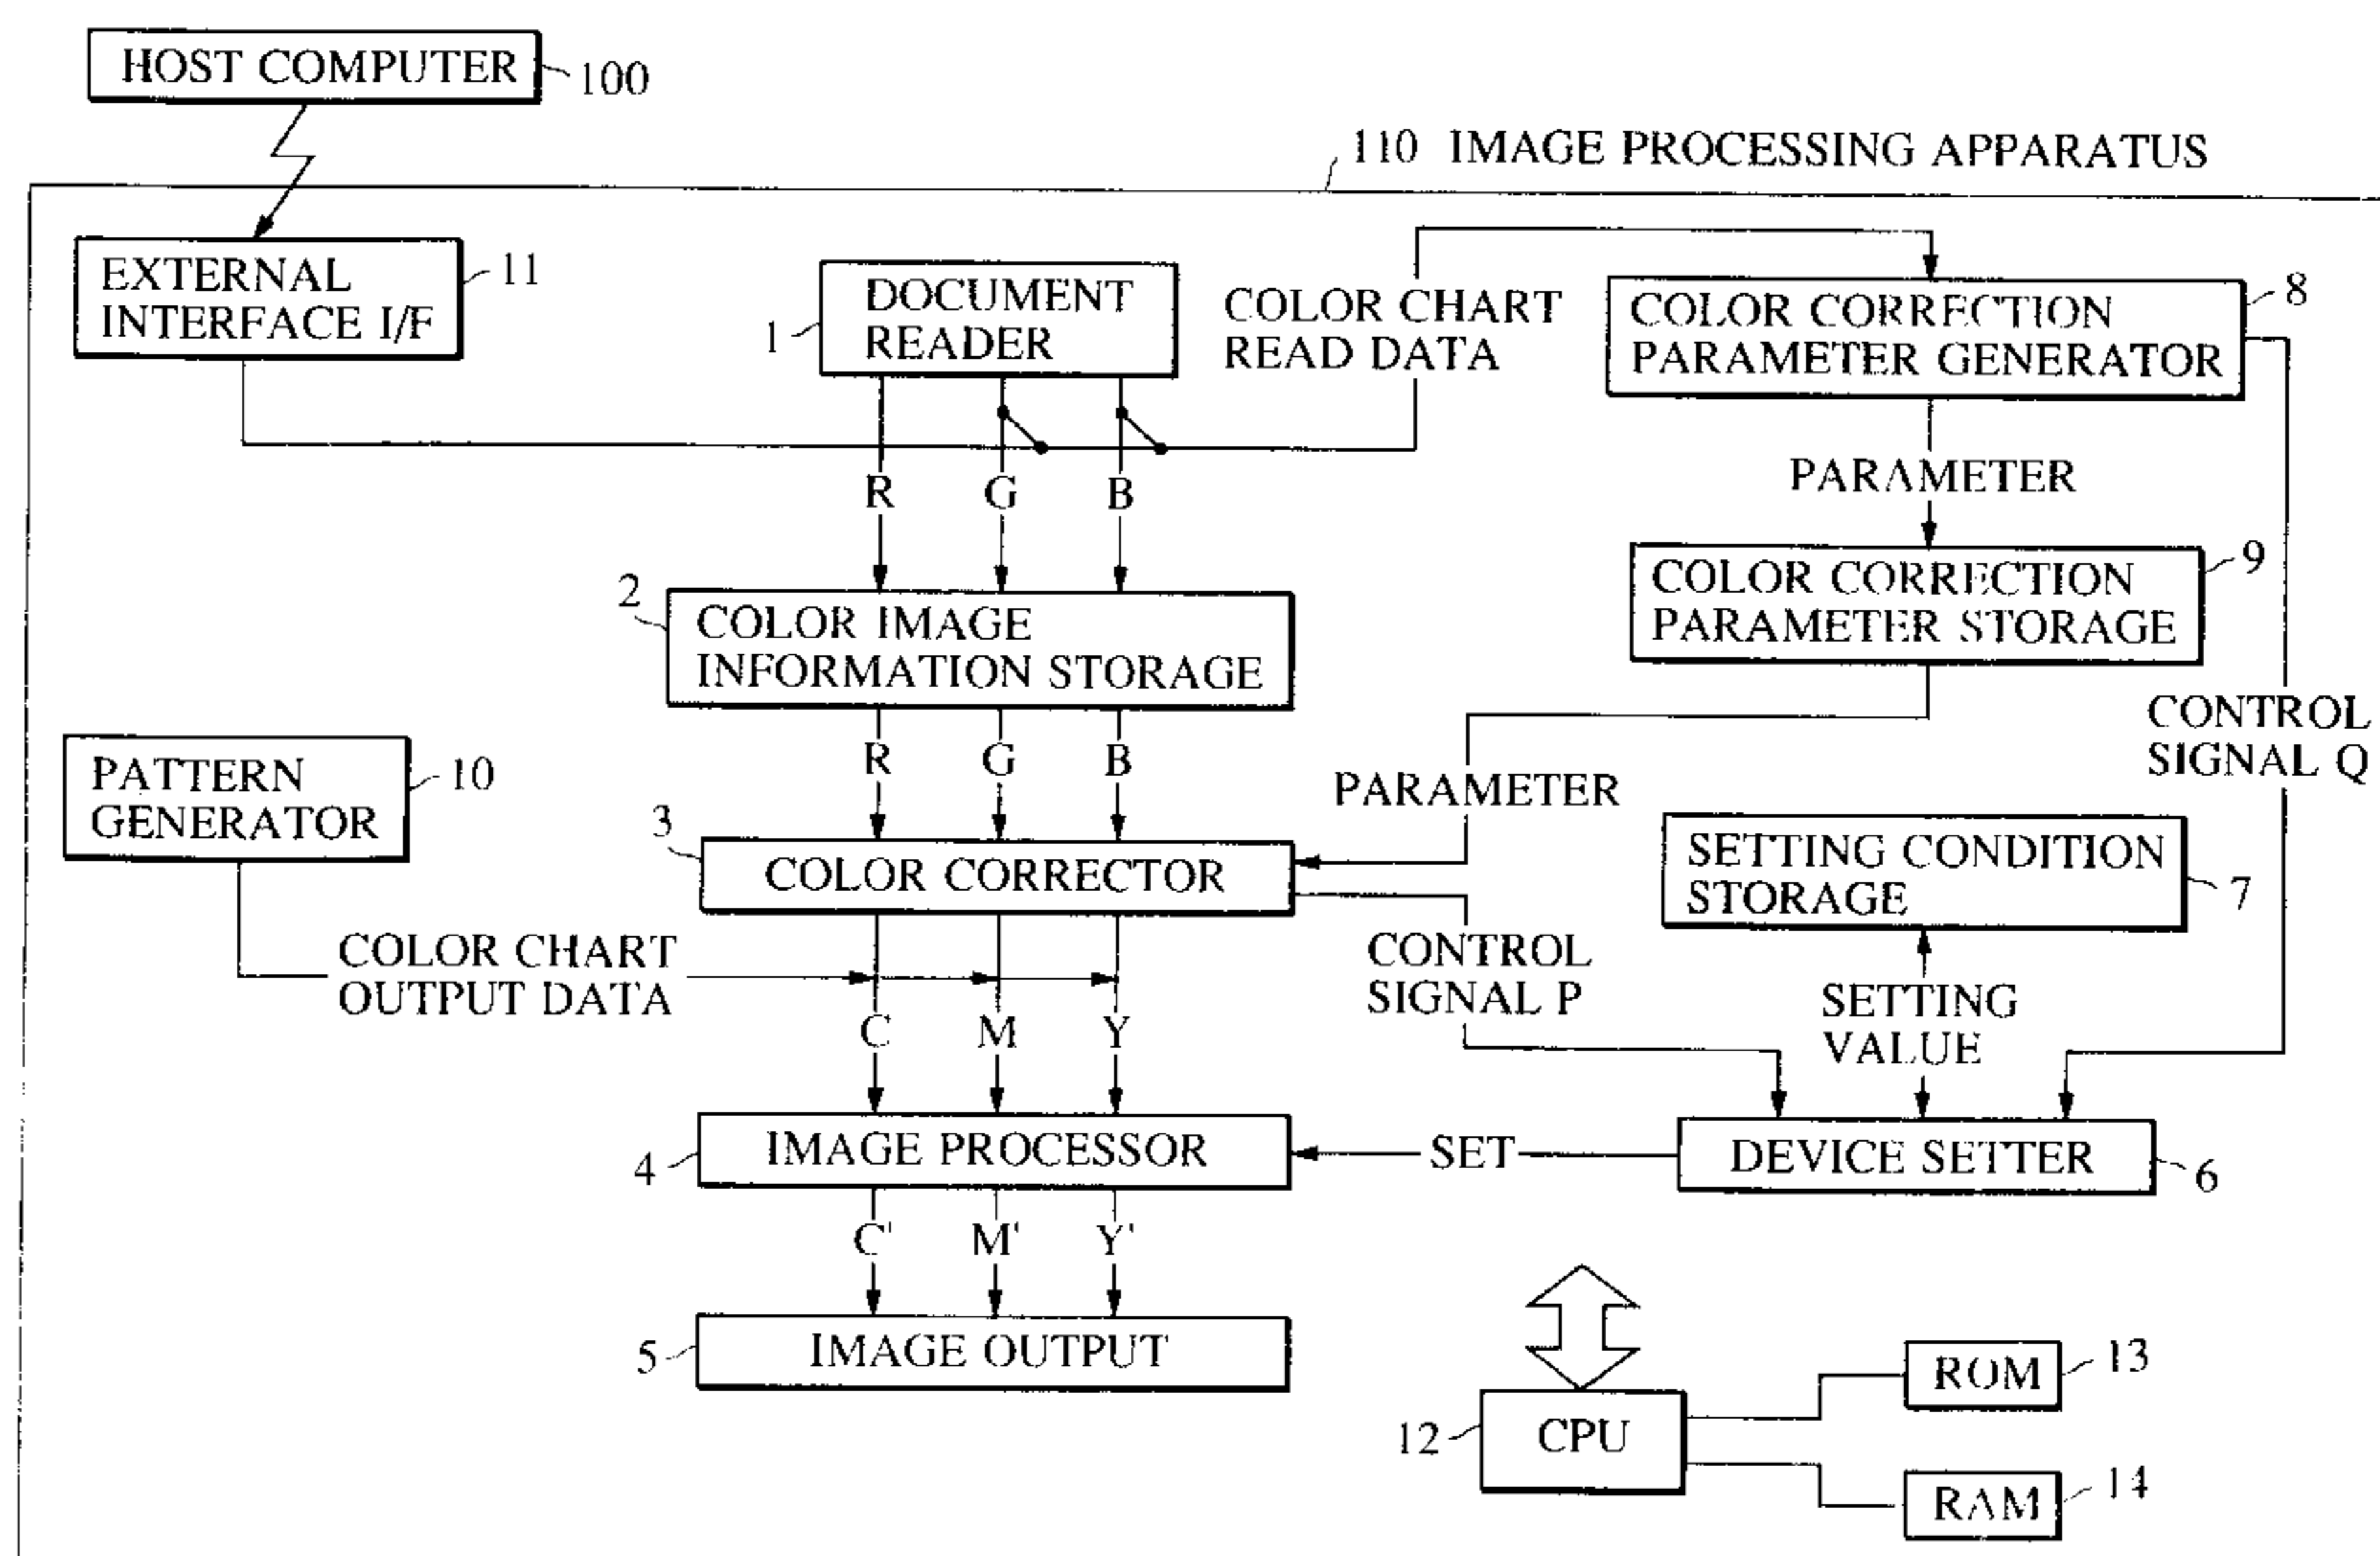 HOST COMPUTER
100
110 IMAGE PROCESSING APPARATUS
EXTERNAL
INTERFACE I/F
11
1
DOCUMENT
READER
COLOR CHART
READ DATA
COLOR CORRECTION
PARAMETER GENERATOR
8
R G B
PARAMETER
2
COLOR IMAGE
INFORMATION STORAGE
COLOR CORRECTION
PARAMETER STORAGE
9
CONTROL
SIGNAL Q
PATTERN
GENERATOR
10
R G B
PARAMETER
3
COLOR CORRECTOR
SETTING CONDITION
STORAGE
7
COLOR CHART
OUTPUT DATA
CONTROL
SIGNAL P
SETTING
VALUE
C M Y
4
IMAGE PROCESSOR
SET
DEVICE SETTER
6
C' M' Y'
5
IMAGE OUTPUT
12
CPU
ROM
13
RAM
14